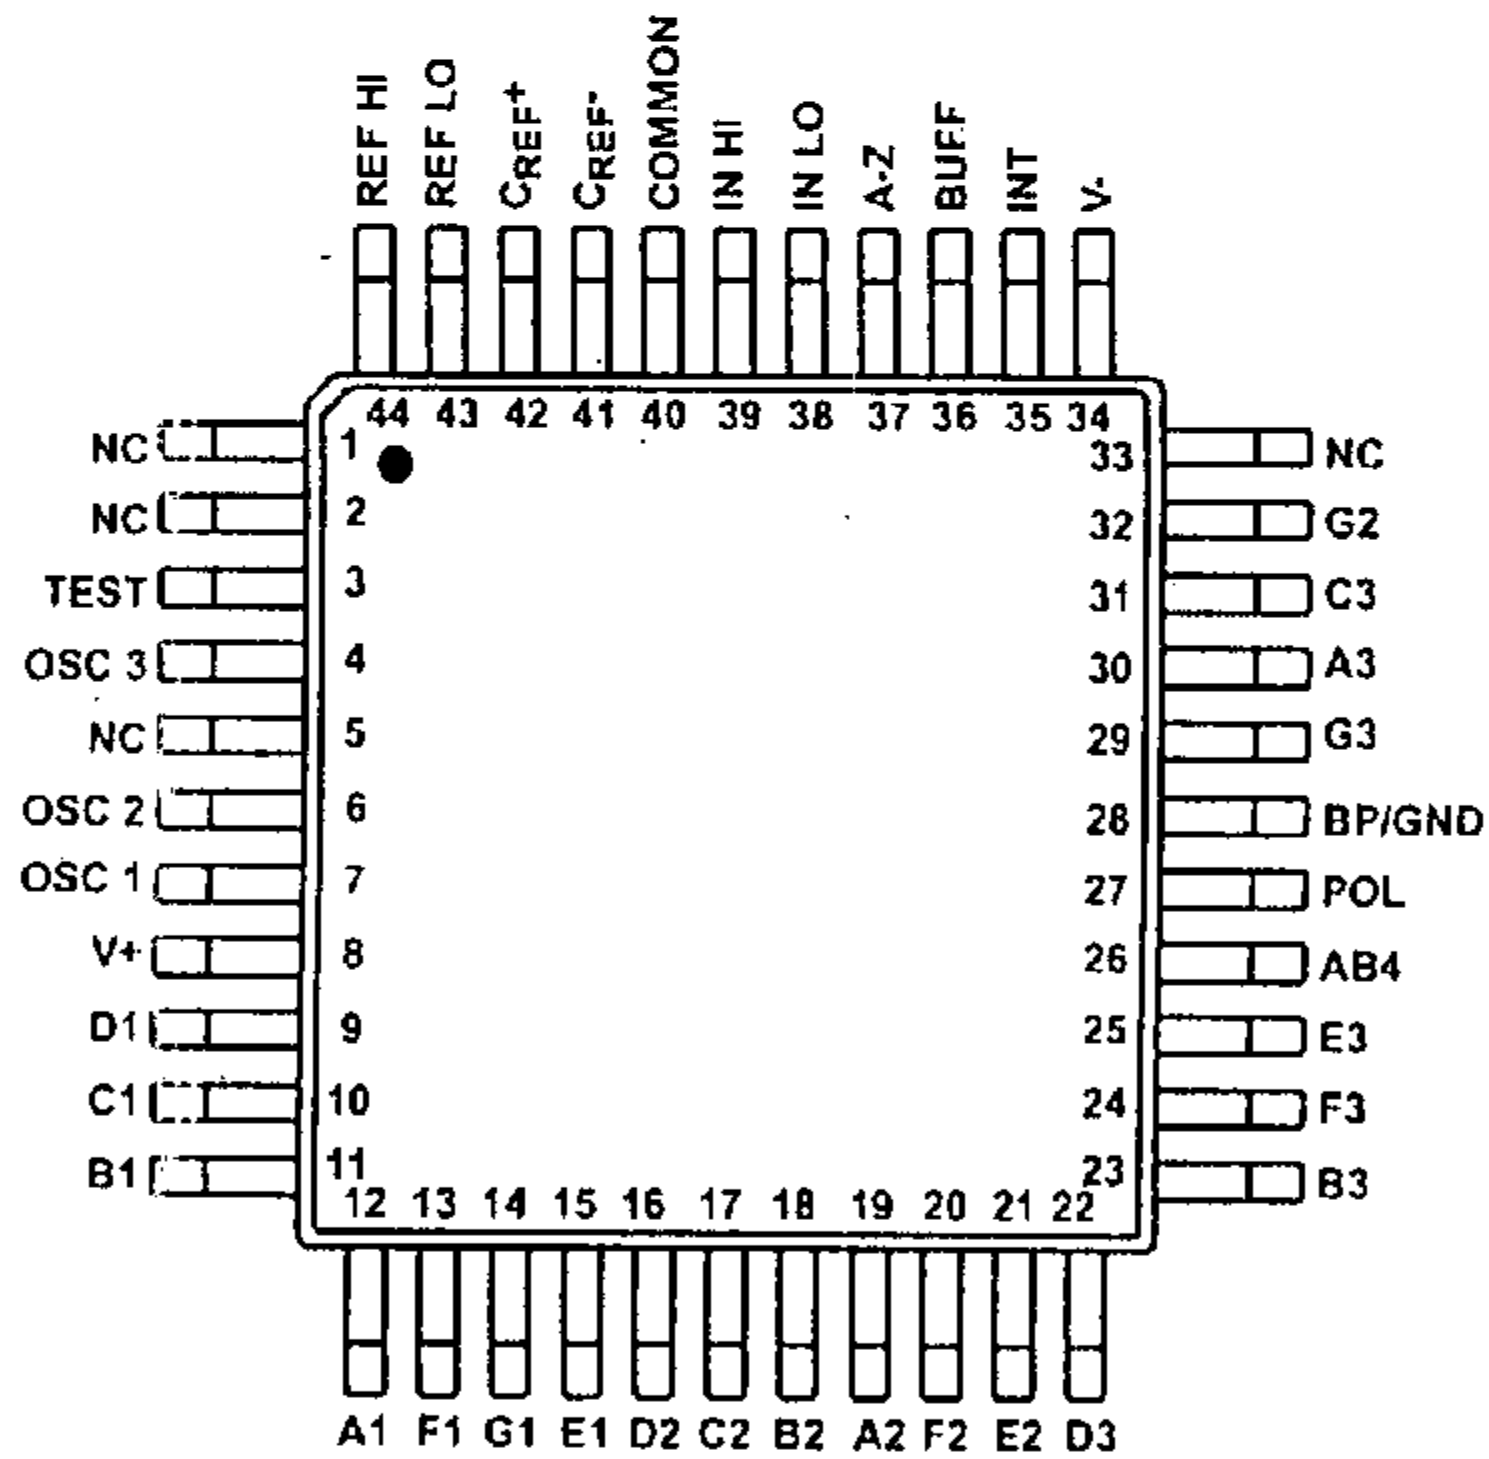 REF HI
REF LO
CREF+
CREF-
COMMON
IN HI
IN LO
A-Z
BUFF
INT
V-
44 43 42 41 40 39 38 37 36 35 34
NC 1
NC 2
TEST 3
OSC 3 4
NC 5
OSC 2 6
OSC 1 7
V+ 8
D1 9
C1 10
B1 11
33 NC
32 G2
31 C3
30 A3
29 G3
28 BP/GND
27 POL
26 AB4
25 E3
24 F3
23 B3
12 13 14 15 16 17 18 19 20 21 22
A1 F1 G1 E1 D2 C2 B2 A2 F2 E2 D3